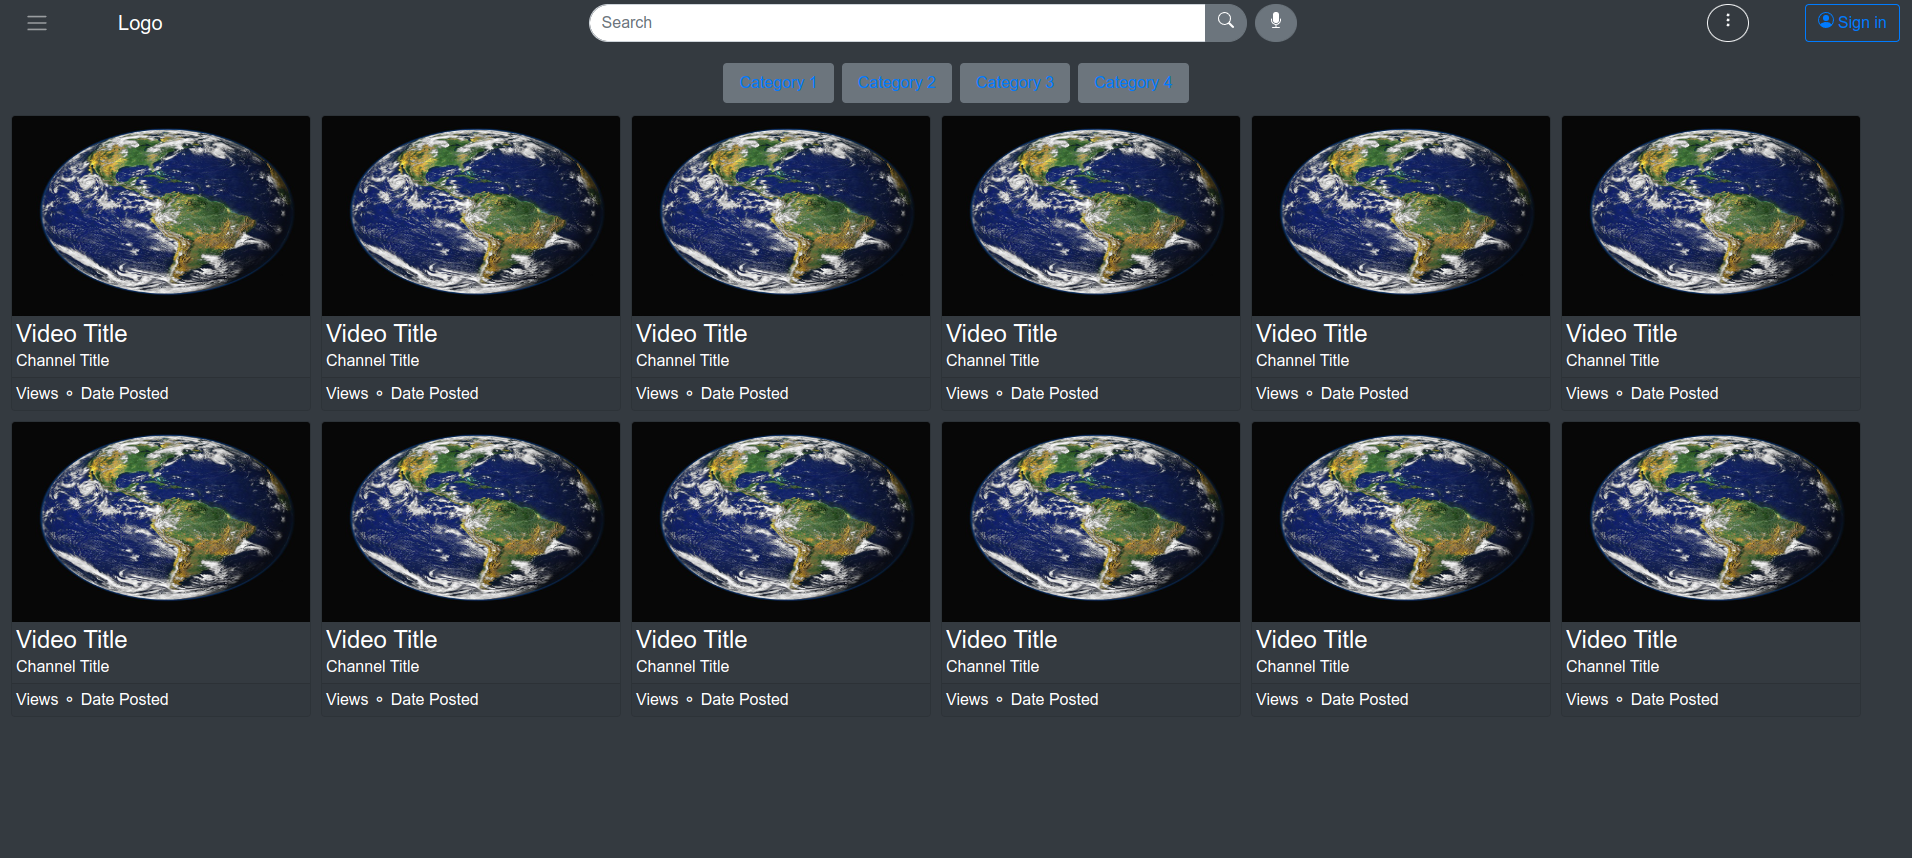 Logo
Search
Sign in
Category 1 Category 2 Category 3 Category 4
Video Title Video Title Video Title Video Title Video Title Video Title
Channel Title Channel Title Channel Title Channel Title Channel Title Channel Title
Views ⚬ Date Posted Views ⚬ Date Posted Views ⚬ Date Posted Views ⚬ Date Posted Views ⚬ Date Posted Views ⚬ Date Posted
Video Title Video Title Video Title Video Title Video Title Video Title
Channel Title Channel Title Channel Title Channel Title Channel Title Channel Title
Views ⚬ Date Posted Views ⚬ Date Posted Views ⚬ Date Posted Views ⚬ Date Posted Views ⚬ Date Posted Views ⚬ Date Posted